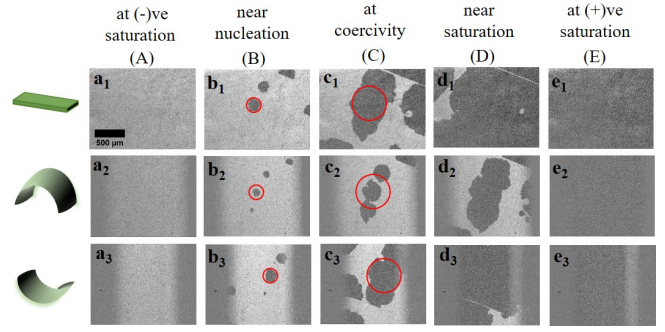 at (-)ve saturation (A)
near nucleation (B)
at coercivity (C)
near saturation (D)
at (+)ve saturation (E)
a1 b1 c1 d1 e1
500 µm
a2 b2 c2 d2 e2
a3 b3 c3 d3 e3